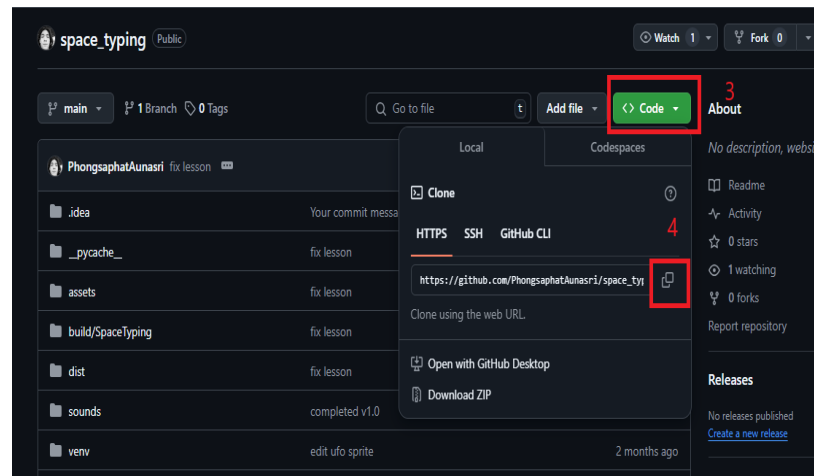 space_typing Public
Watch 1
Fork 0
main
1 Branch
0 Tags
Go to file t
Add file
<> Code
3
About
No description, websi
PhongsaphatAunasri fix lesson
Local
Codespaces
Clone
Readme
.idea
Your commit messa
Activity
HTTPS SSH GitHub CLI
4
0 stars
_pycache_
fix lesson
1 watching
https://github.com/PhongsaphatAunasri/space_typ
assets
fix lesson
0 forks
Clone using the web URL.
Report repository
build/SpaceTyping
fix lesson
Open with GitHub Desktop
dist
fix lesson
Releases
Download ZIP
sounds
completed v1.0
No releases published
Create a new release
venv
edit ufo sprite
2 months ago